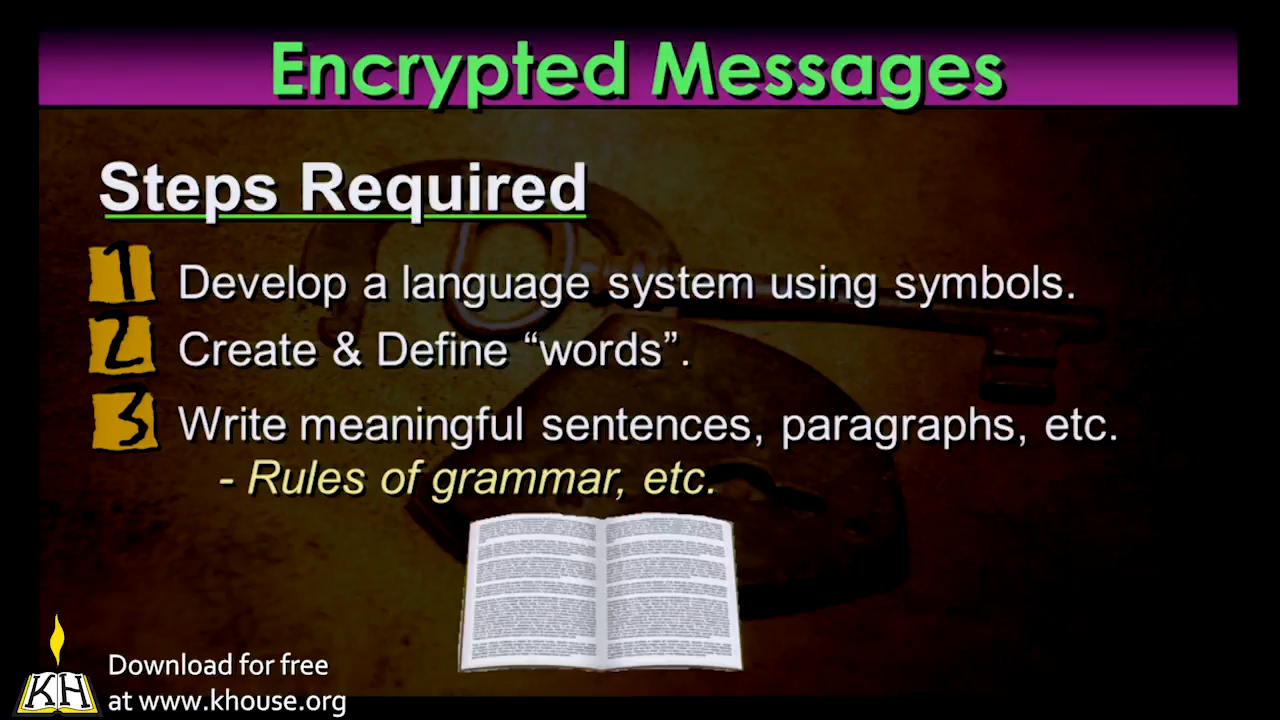 Encrypted Messages
Steps Required
1 Develop a language system using symbols.
2 Create & Define “words”.
3 Write meaningful sentences, paragraphs, etc.
- Rules of grammar, etc.
KH
Download for free
at www.khouse.org